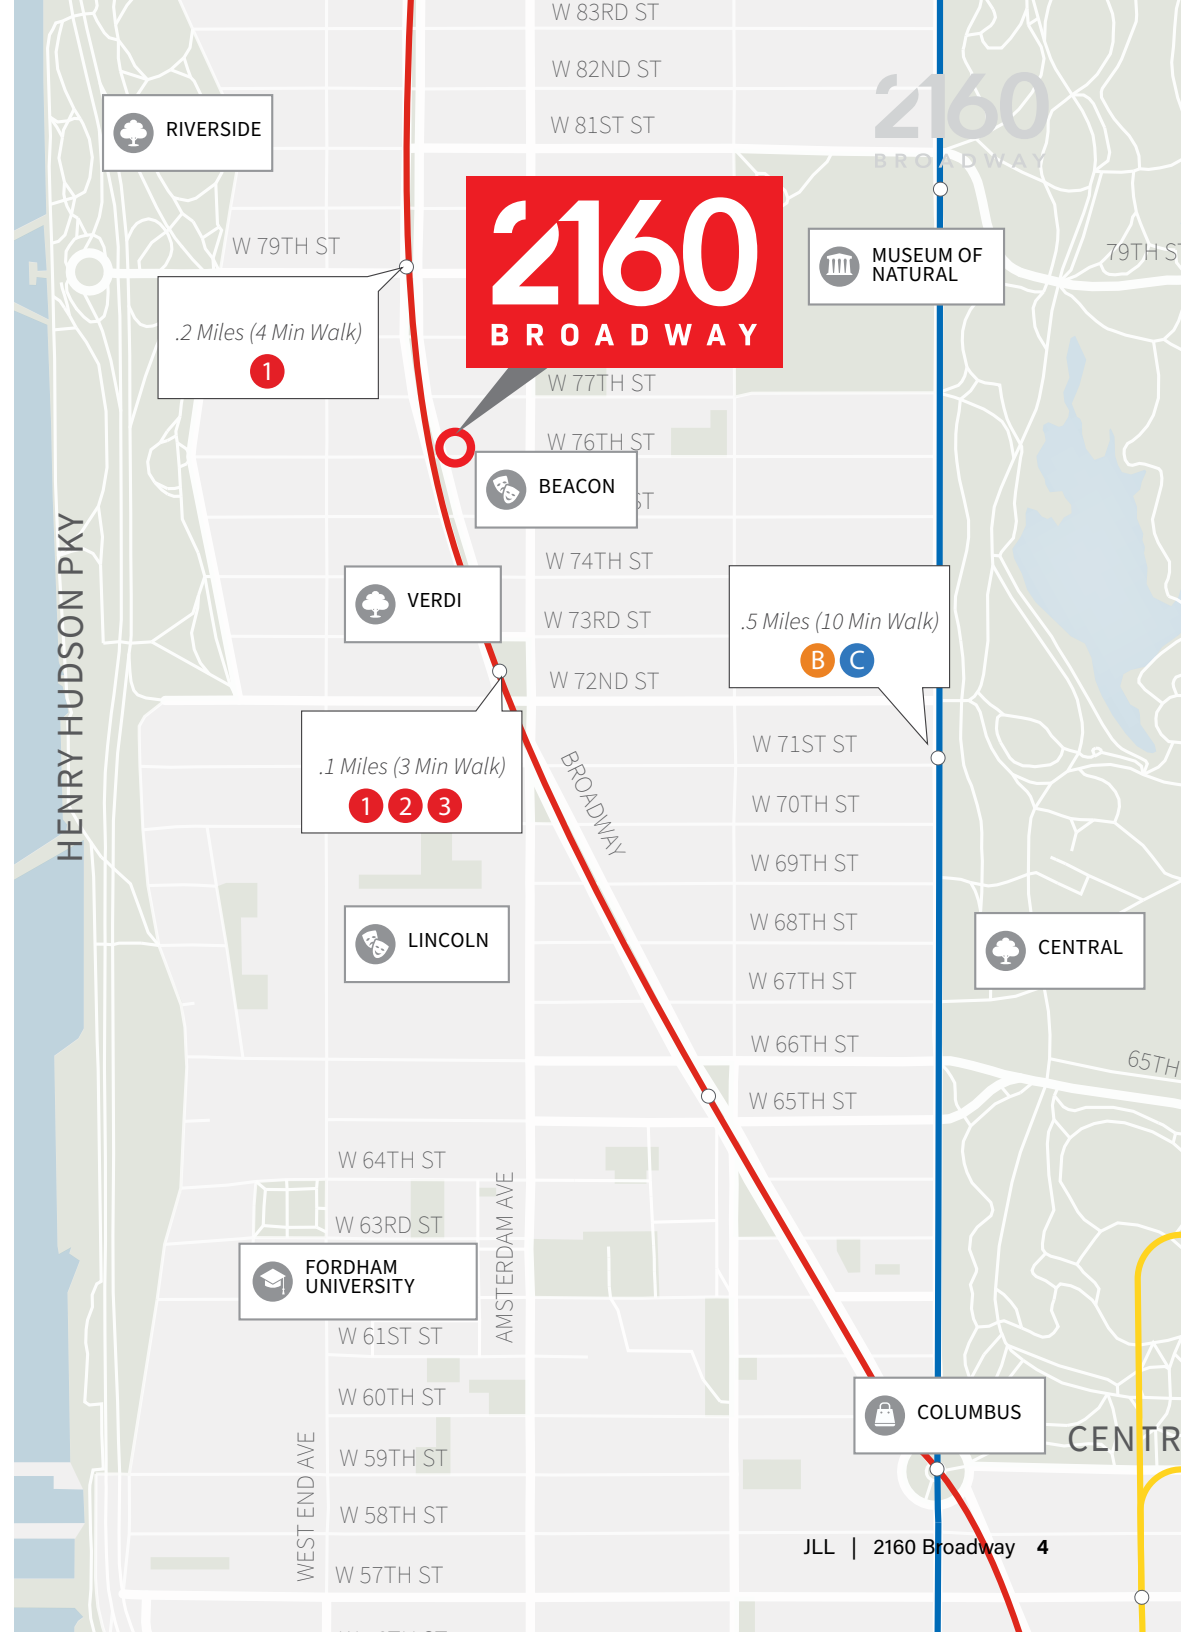 W 83RD ST
W 82ND ST
2160
BROADWAY
RIVERSIDE
W 81ST ST
2160
BROADWAY
W 79TH ST
MUSEUM OF
NATURAL
79TH S
.2 Miles (4 Min Walk)
1
W 77TH ST
W 76TH ST
BEACON
ST
HENRY HUDSON PKY
W 74TH ST
VERDI
W 73RD ST
.5 Miles (10 Min Walk)
B C
W 72ND ST
W 71ST ST
.1 Miles (3 Min Walk)
1 2 3
BROADWAY
W 70TH ST
W 69TH ST
W 68TH ST
LINCOLN
CENTRAL
W 67TH ST
W 66TH ST
65TH
W 65TH ST
W 64TH ST
AMSTERDAM AVE
W 63RD ST
FORDHAM
UNIVERSITY
W 61ST ST
W 60TH ST
COLUMBUS
CENTR
WEST END AVE
W 59TH ST
W 58TH ST
JLL | 2160 Broadway 4
W 57TH ST